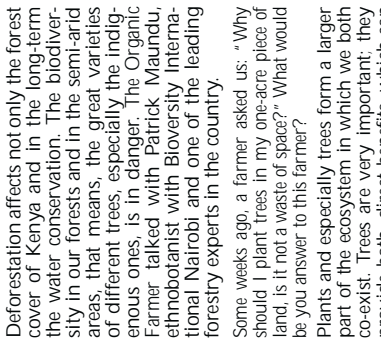 Deforestation affects not only the forest
cover of Kenya and in the long-term
the water conservation. The biodiver-
sity in our forests and in the semi-arid
areas, that means, the great varieties
of different trees, especially the indig-
enous ones, is in danger. The Organic
Farmer talked with Patrick Maundu,
ethnobotanist with Bioversity Interna-
tional Nairobi and one of the leading
forestry experts in the country.
Some weeks ago, a farmer asked us: "Why
should I plant trees in my one-acre piece of
land, is it not a waste of space?" What would
be you answer to this farmer?
Plants and especially trees form a larger
part of the ecosystem in which we both
co-exist. Trees are very important; they